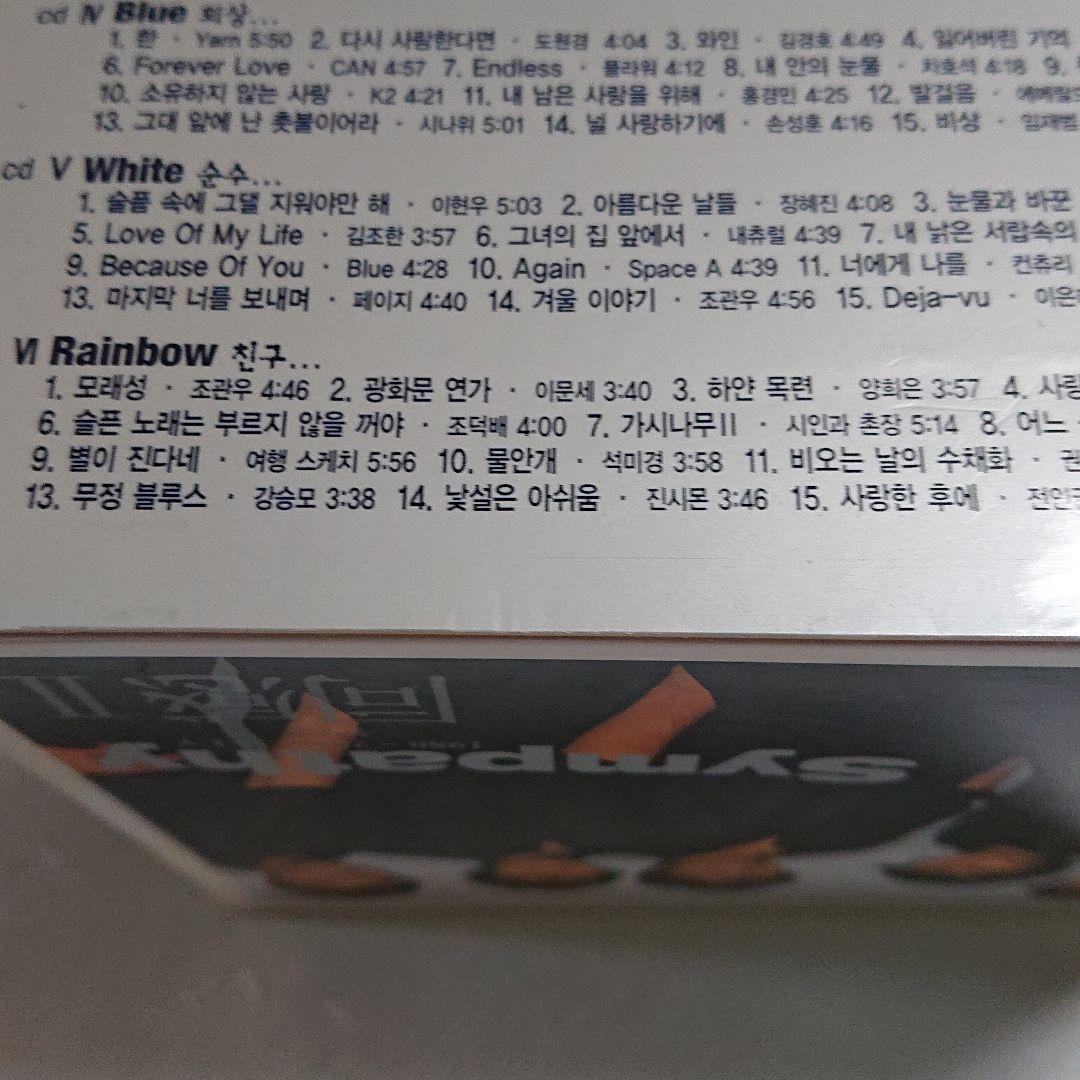 cd Ⅳ Blue 회상...
1. 한 · Yarn 5:50 2. 다시 사랑한다면 · 도원경 4:04 3. 와인 · 김경호 4:49 4. 잃어버린 기억
6. Forever Love · CAN 4:57 7. Endless · 플라워 4:12 8. 내 안의 눈물 · 차호석 4:18 9.
10. 소유하지 않는 사랑 · K2 4:21 11. 내 남은 사랑을 위해 · 홍경민 4:25 12. 발걸음 ·
13. 그대 앞에 난 촛불이어라 · 시나위 5:01 14. 널 사랑하기에 · 손성훈 4:16 15. 비상 · 임재범
cd Ⅴ White 순수...
1. 슬픔 속에 그댈 지워야만 해 · 이현우 5:03 2. 아름다운 날들 · 장혜진 4:08 3. 눈물과 바꾼
5. Love Of My Life · 김조한 3:57 6. 그녀의 집 앞에서 · 내츄럴 4:39 7. 내 낡은 서랍속의
9. Because Of You · Blue 4:28 10. Again · Space A 4:39 11. 너에게 나를 · 컨츄리
13. 마지막 너를 보내며 · 페이지 4:40 14. 겨울 이야기 · 조관우 4:56 15. Deja-vu ·
Ⅵ Rainbow 친구...
1. 모래성 · 조관우 4:46 2. 광화문 연가 · 이문세 3:40 3. 하얀 목련 · 양희은 3:57 4. 사랑
6. 슬픈 노래는 부르지 않을 꺼야 · 조덕배 4:00 7. 가시나무II · 시인과 촌장 5:14 8. 어느
9. 별이 진다네 · 여행 스케치 5:56 10. 물안개 · 석미경 3:58 11. 비오는 날의 수채화 · 권
13. 무정 블루스 · 강승모 3:38 14. 낯설은 아쉬움 · 진시몬 3:46 15. 사랑한 후에 · 전인
同感 II
Sympathy